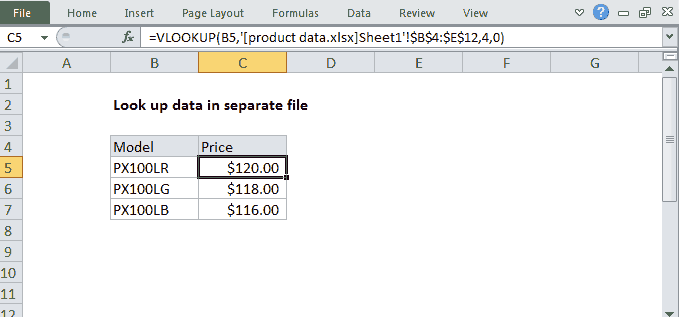 File Home Insert Page Layout Formulas Data Review View
C5 fx =VLOOKUP(B5,'[product data.xlsx]Sheet1'!$B$4:$E$12,4,0)
A B C D E F G
1
2 Look up data in separate file
3
4 Model Price
5 PX100LR $120.00
6 PX100LG $118.00
7 PX100LB $116.00
8
9
10
11
12